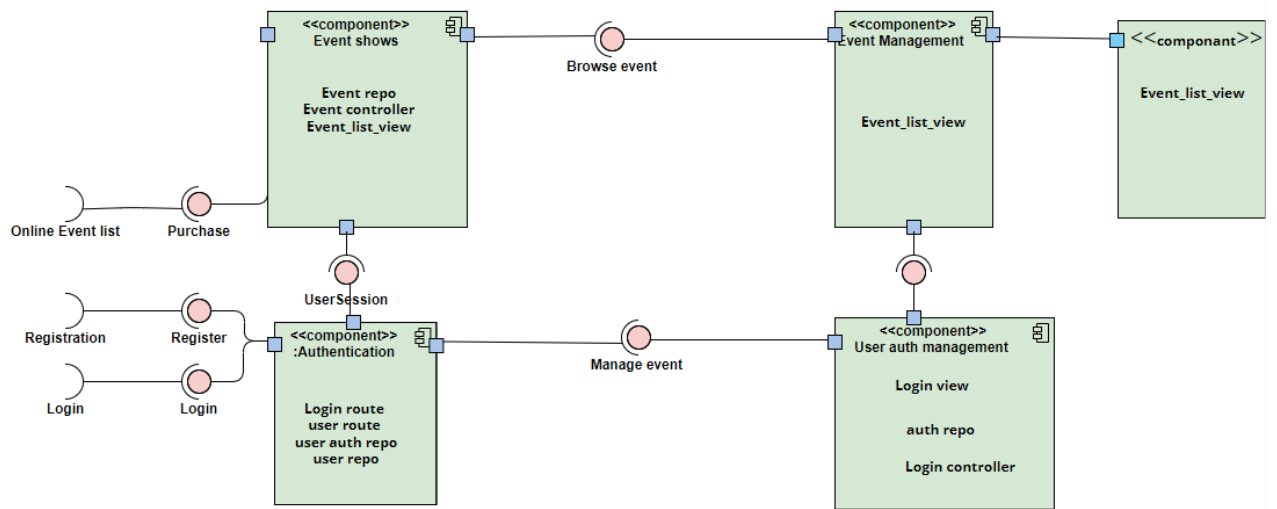 <<component>>
Event shows
Event repo
Event controller
Event_list_view
Browse event
<<component>>
Event Management
Event_list_view
<<componant>>
Event_list_view
Online Event list
Purchase
UserSession
Registration
Register
Login
Login
<<component>>
:Authentication
Login route
user route
user auth repo
user repo
Manage event
<<component>>
User auth management
Login view
auth repo
Login controller